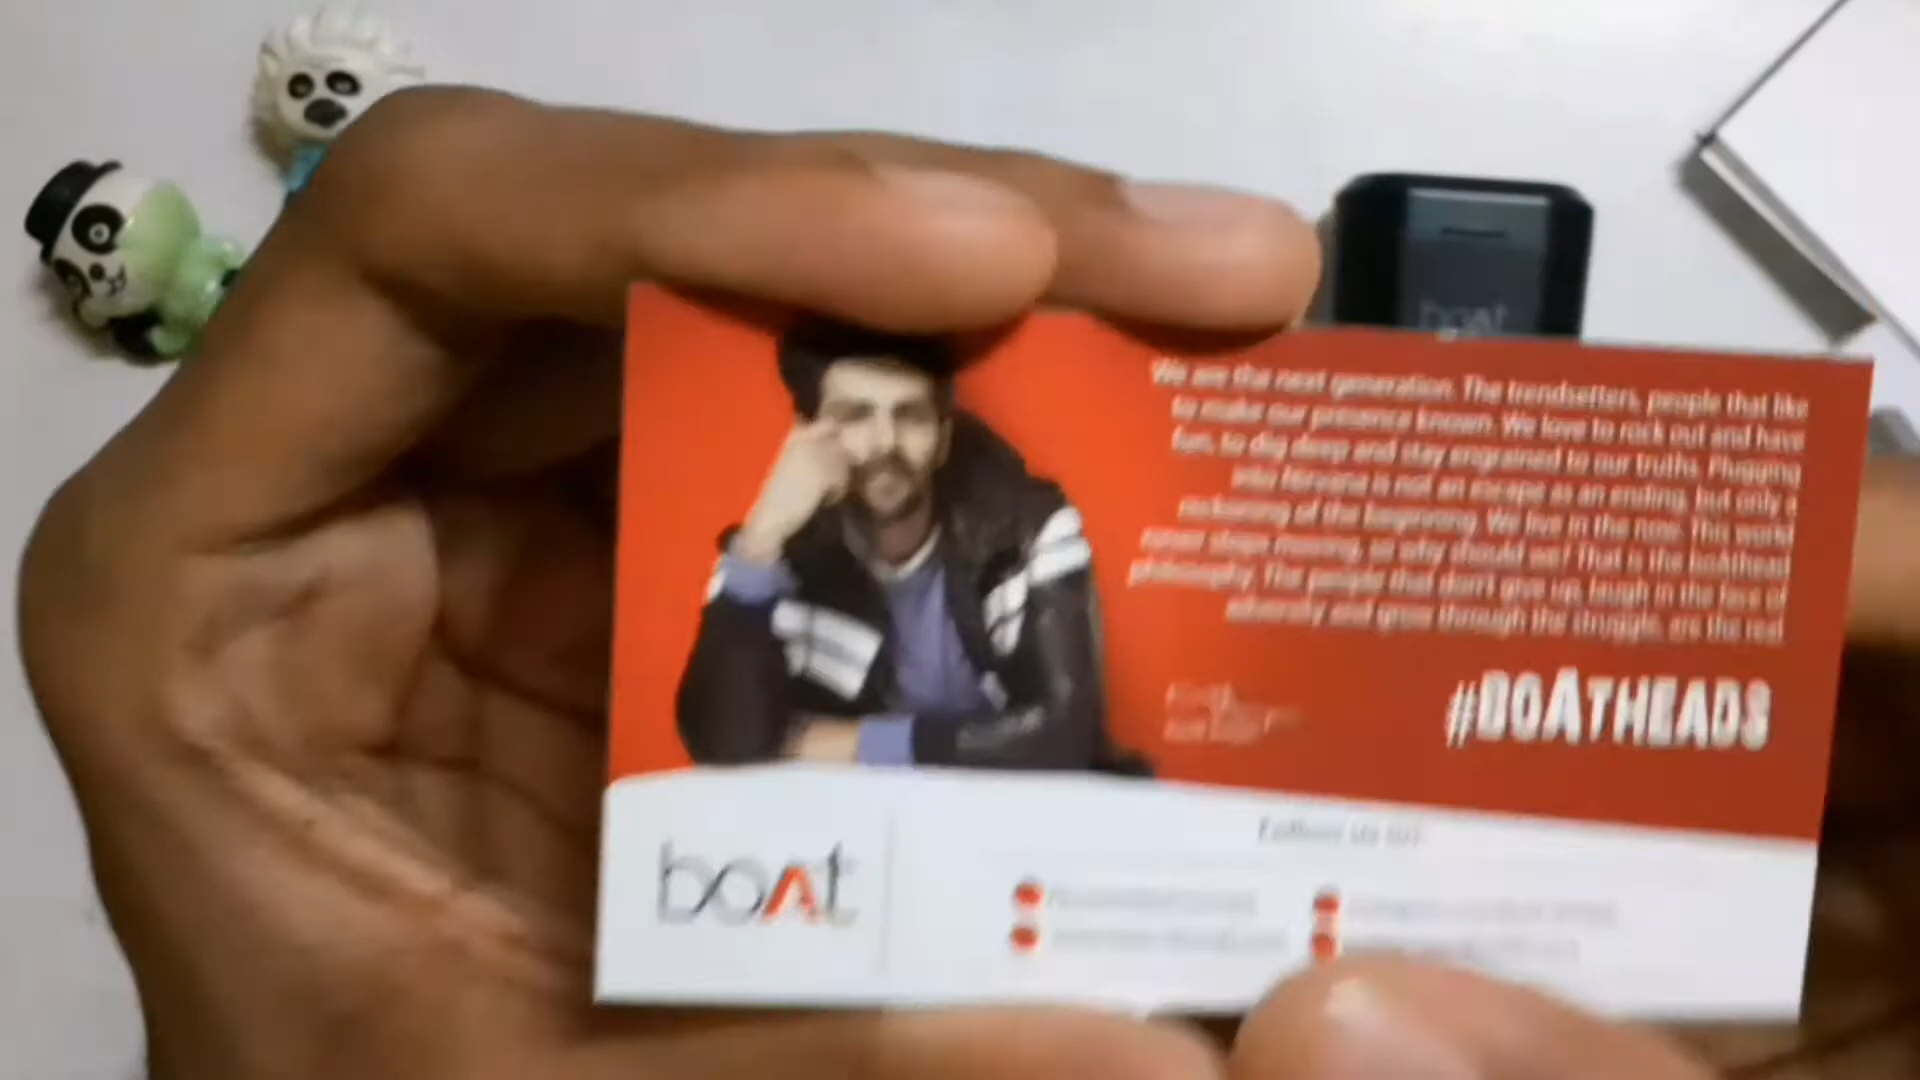 boAt
We are the next generation. The trendsetters, people that like
to make our presence known. We love to rock out and have
fun, to dig deep and stay engrained to our truths. Plugging
into Nirvana is not an escape as an ending, but only a
reckoning of the beginning. We live in the now. This world
never stops moving, so why should we? That is the boAthead
philosophy. The people that don't give up, laugh in the face of
adversity and grow through the struggle, are the real
#BOATHEADS
boAt
Follow us on